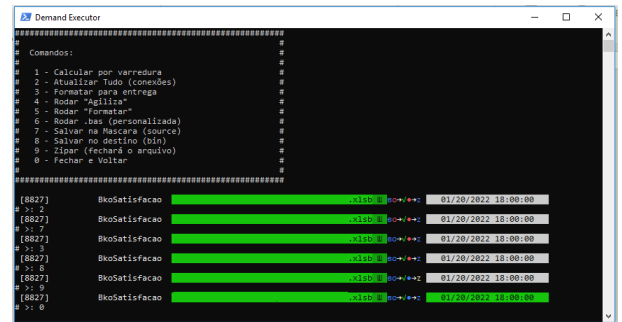 Demand Executor
########################################################
# #
# Comandos: #
# #
# 1 - Calcular por varredura #
# 2 - Atualizar Tudo (conexões) #
# 3 - Formatar para entrega #
# 4 - Rodar "Agiliza" #
# 5 - Rodar "Formatar" #
# 6 - Rodar .bas (personalizada) #
# 7 - Salvar na Mascara (source) #
# 8 - Salvar no destino (bin) #
# 9 - Zipar (fechará o arquivo) #
# 0 - Fechar e Voltar #
# #
########################################################
[8827] BkoSatisfacao .xlsb 01/20/2022 18:00:00
# >: 2
[8827] BkoSatisfacao .xlsb 01/20/2022 18:00:00
# >: 7
[8827] BkoSatisfacao .xlsb 01/20/2022 18:00:00
# >: 3
[8827] BkoSatisfacao .xlsb 01/20/2022 18:00:00
# >: 8
[8827] BkoSatisfacao .xlsb 01/20/2022 18:00:00
# >: 9
[8827] BkoSatisfacao .xlsb 01/20/2022 18:00:00
# >: 0